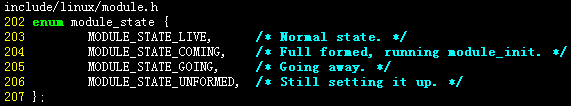 include/linux/module.h
202 enum module_state {
203         MODULE_STATE_LIVE,      /* Normal state. */
204         MODULE_STATE_COMING,    /* Full formed, running module_init. */
205         MODULE_STATE_GOING,     /* Going away. */
206         MODULE_STATE_UNFORMED,  /* Still setting it up. */
207 };